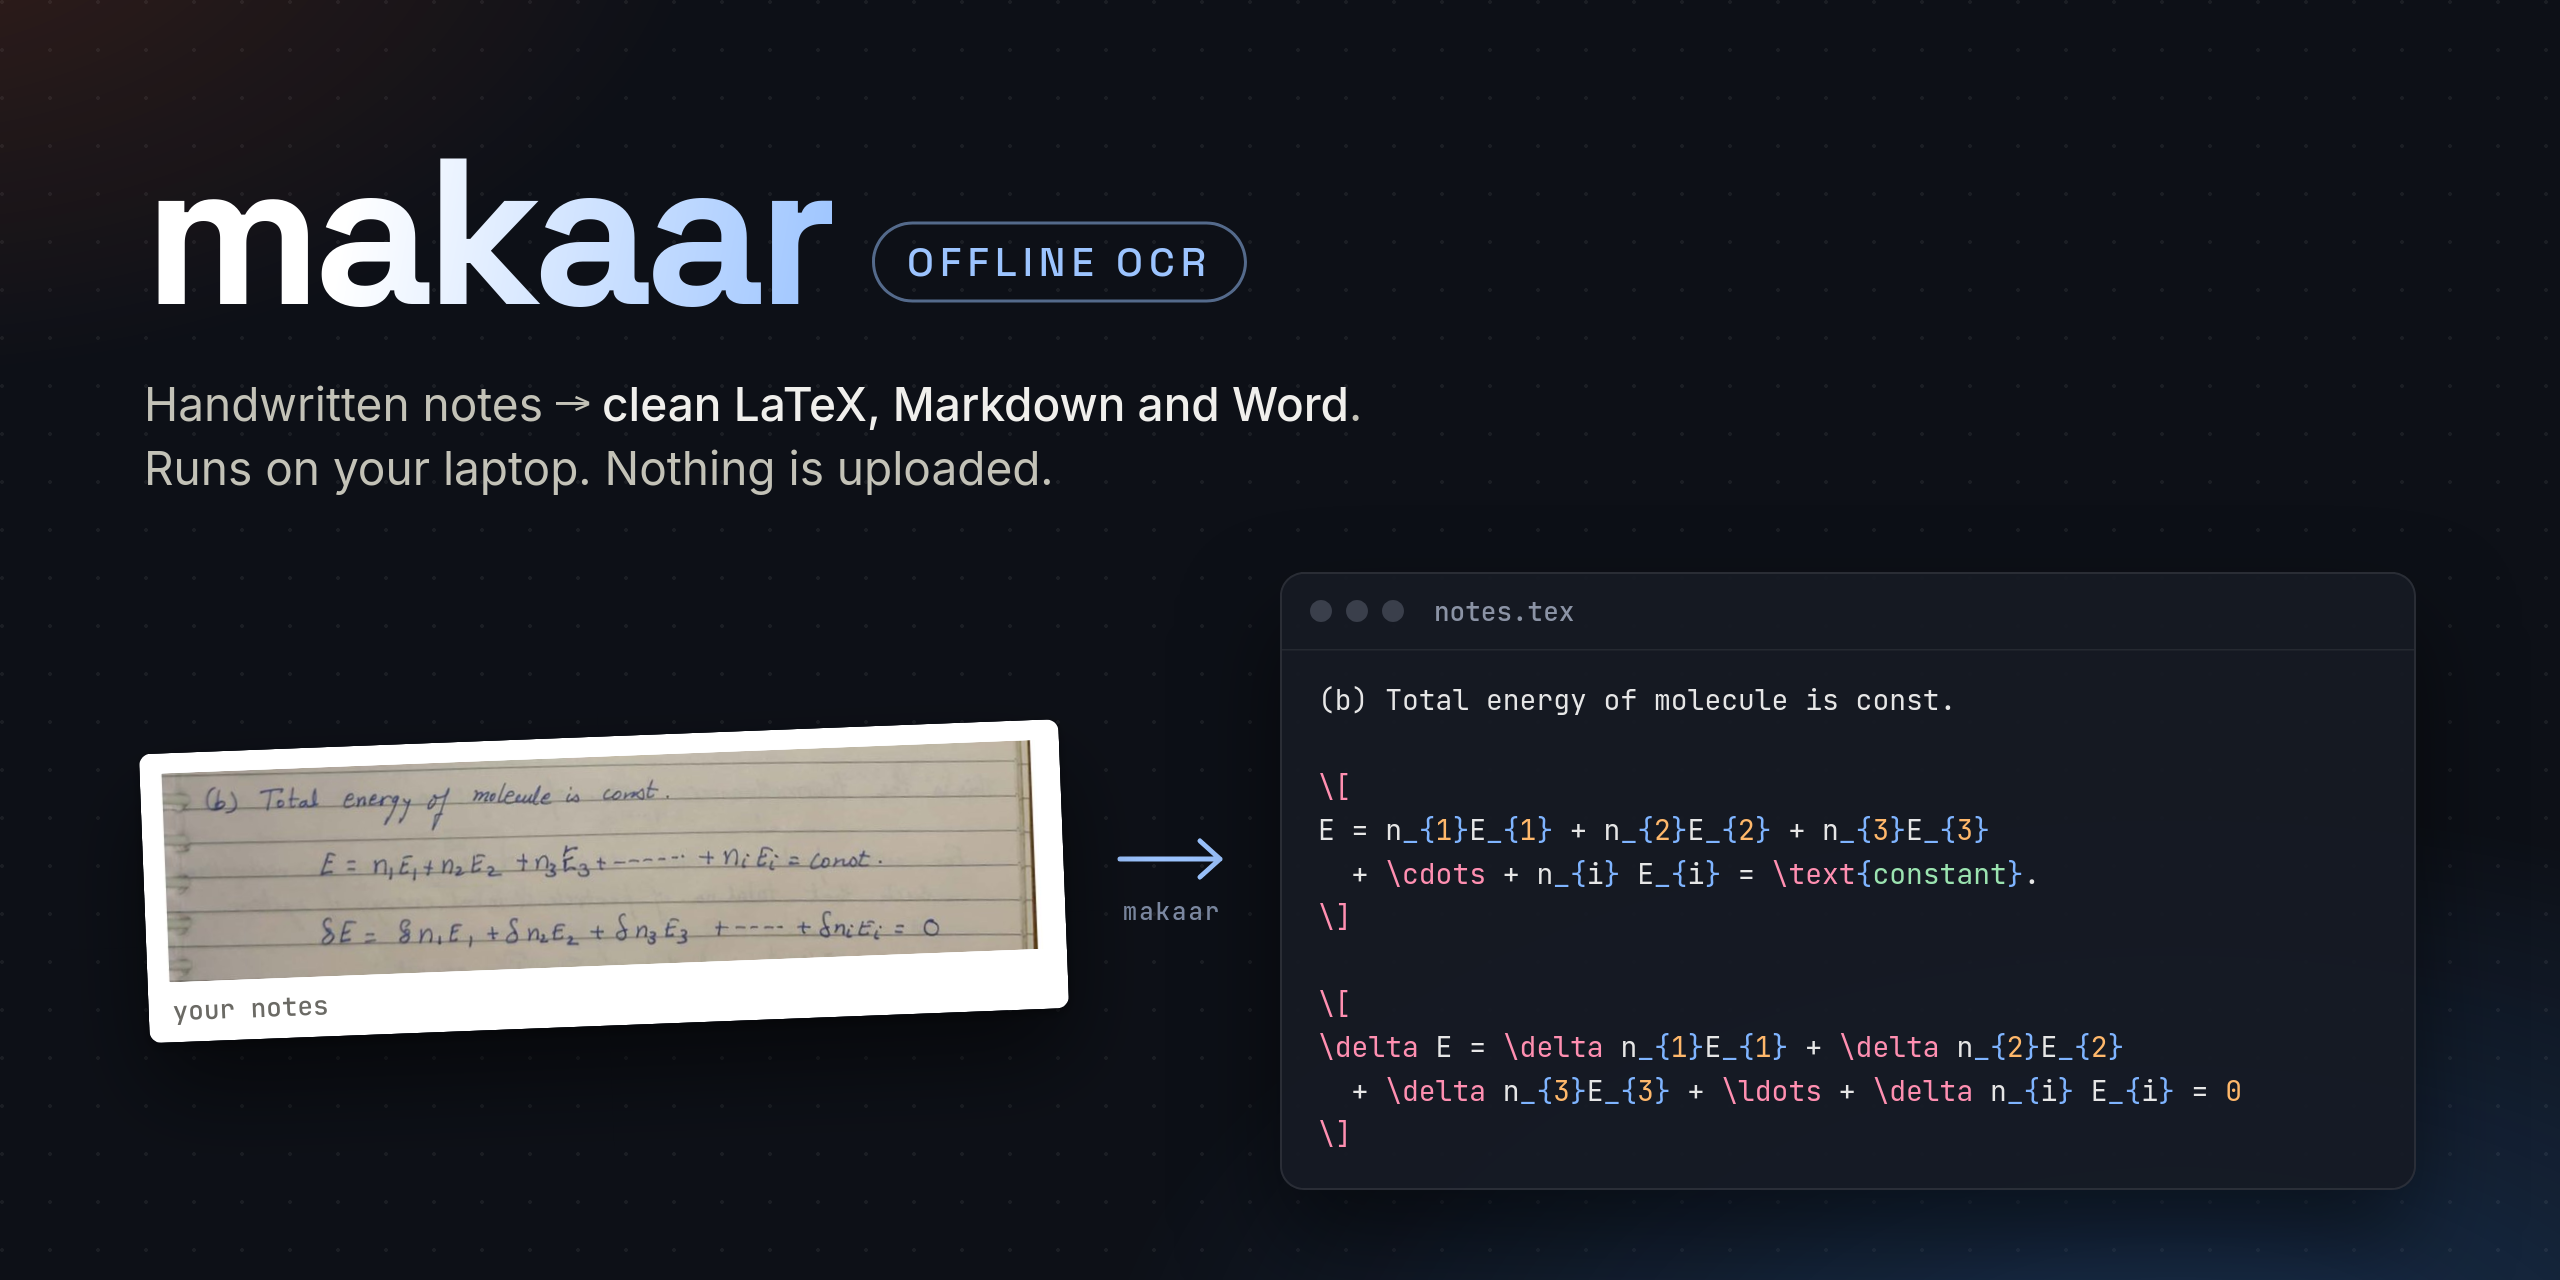 makaar
OFFLINE OCR
Handwritten notes → clean LaTeX, Markdown and Word.
Runs on your laptop. Nothing is uploaded.
(b) Total energy of molecule is const.
E = n₁E₁ + n₂E₂ + n₃E₃ + ------ + nᵢEᵢ = const.
δE = δn₁E₁ + δn₂E₂ + δn₃E₃ + ---- + δnᵢEᵢ = 0
your notes
makaar
notes.tex
(b) Total energy of molecule is const.
\[
E = n_{1}E_{1} + n_{2}E_{2} + n_{3}E_{3}
  + \cdots + n_{i} E_{i} = \text{constant}.
\]
\[
\delta E = \delta n_{1}E_{1} + \delta n_{2}E_{2}
  + \delta n_{3}E_{3} + \ldots + \delta n_{i} E_{i} = 0
\]